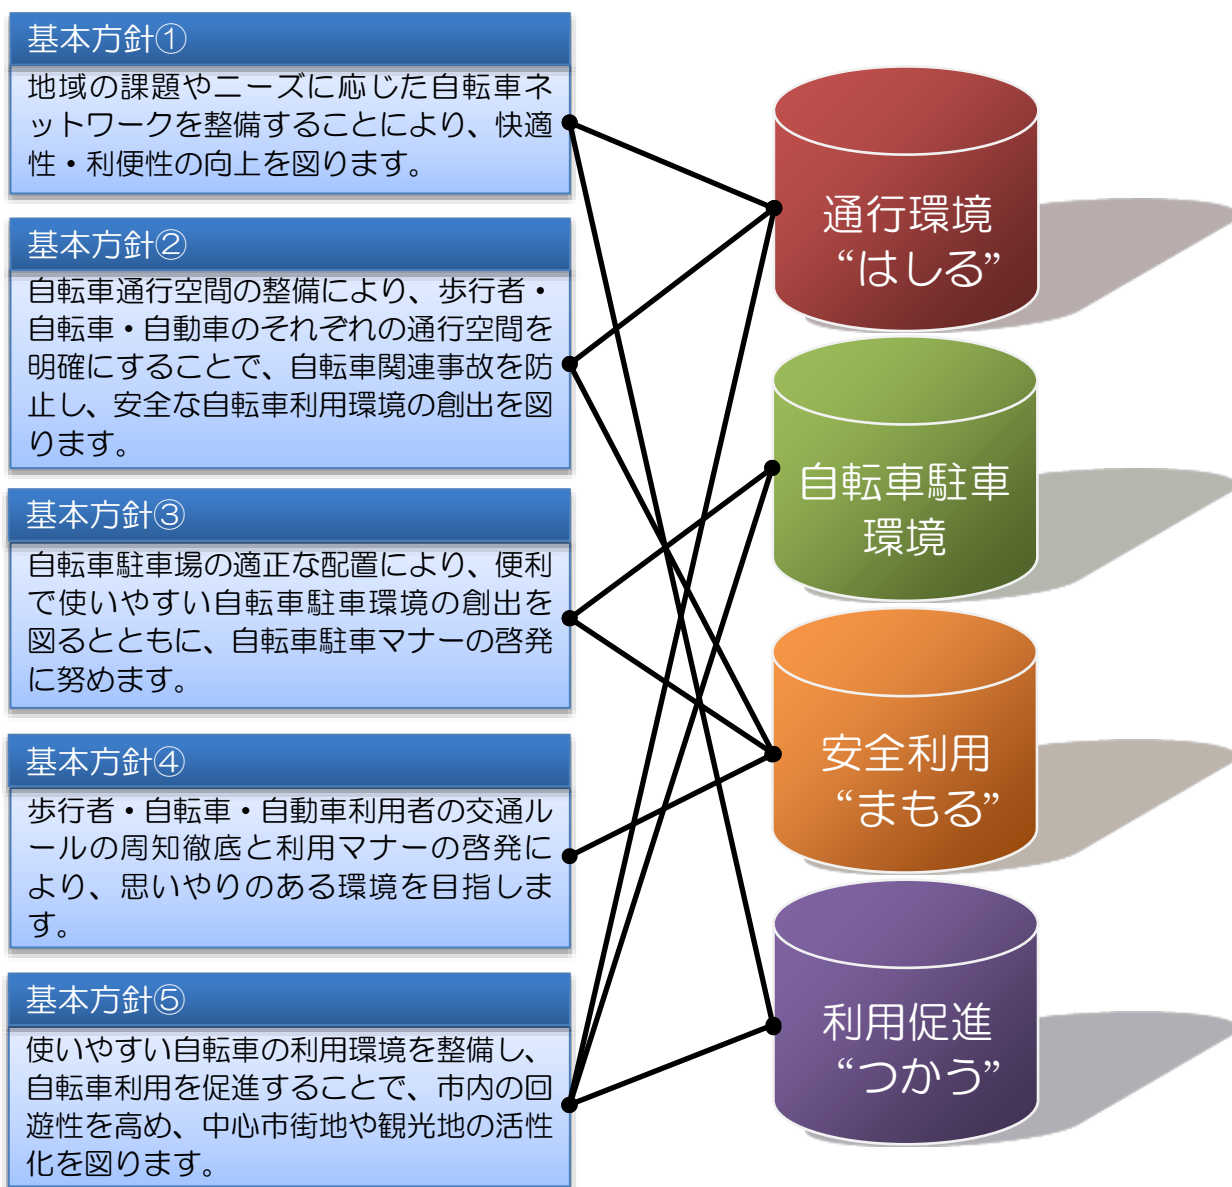 基本方針①
地域の課題やニーズに応じた自転車ネ
ットワークを整備することにより、快適
性・利便性の向上を図ります。
基本方針②
自転車通行空間の整備により、歩行者・
自転車・自動車のそれぞれの通行空間を
明確にすることで、自転車関連事故を防
止し、安全な自転車利用環境の創出を図
ります。
基本方針③
自転車駐車場の適正な配置により、便利
で使いやすい自転車駐車環境の創出を
図るとともに、自転車駐車マナーの啓発
に努めます。
基本方針④
歩行者・自転車・自動車利用者の交通ル
ールの周知徹底と利用マナーの啓発に
より、思いやりのある環境を目指しま
す。
基本方針⑤
使いやすい自転車の利用環境を整備し、
自転車利用を促進することで、市内の回
遊性を高め、中心市街地や観光地の活性
化を図ります。
通行環境
“はしる”
自転車駐車
環境
安全利用
“まもる”
利用促進
“つかう”